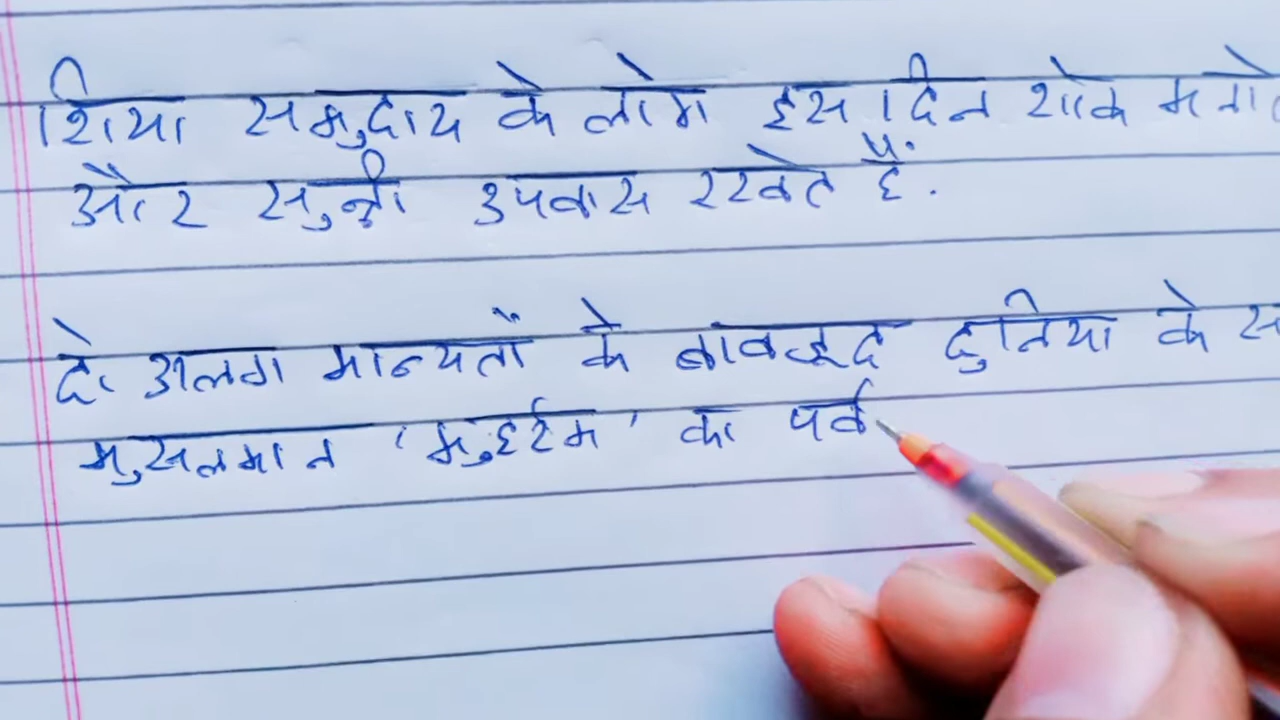 शिया समुदाय के लोग इस दिन शोक मनाते
और सुन्नी उपवास रखते हैं.
दो अलग मान्यतों के बावजूद दुनिया के
मुसलमान 'मुहर्रम' का पर्व